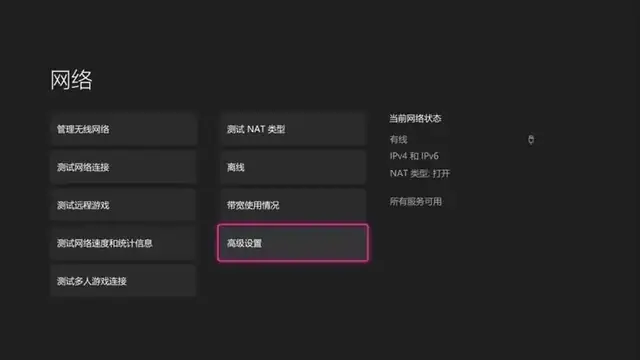 网络
管理无线网络
测试网络连接
测试远程游戏
测试网络速度和统计信息
测试多人游戏连接
测试 NAT 类型
离线
带宽使用情况
高级设置
当前网络状态
有线
IPv4 和 IPv6
NAT 类型: 打开
所有服务可用